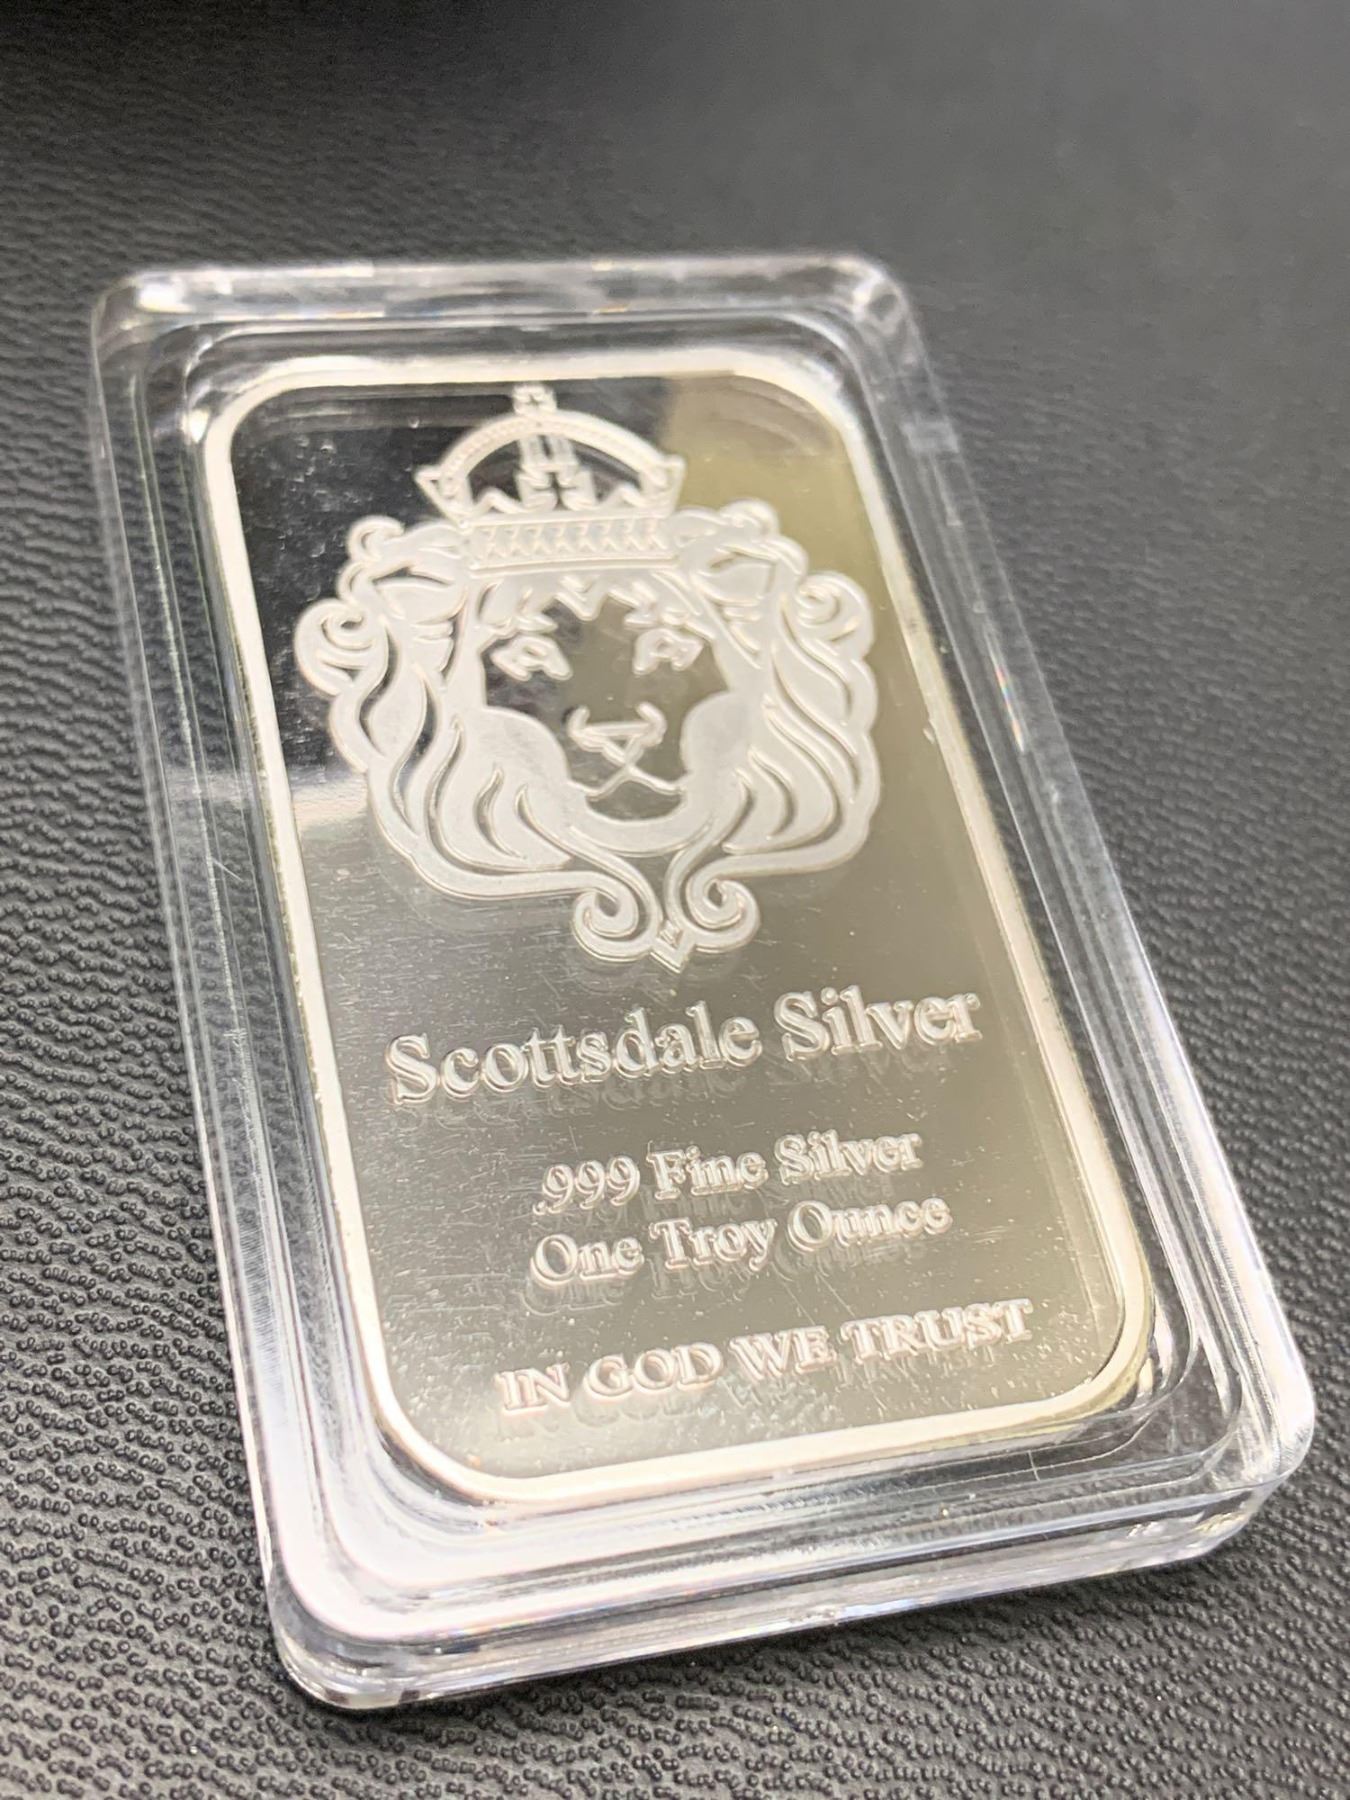 Scottsdale Silver
.999 Fine Silver
One Troy Ounce
IN GOD WE TRUST